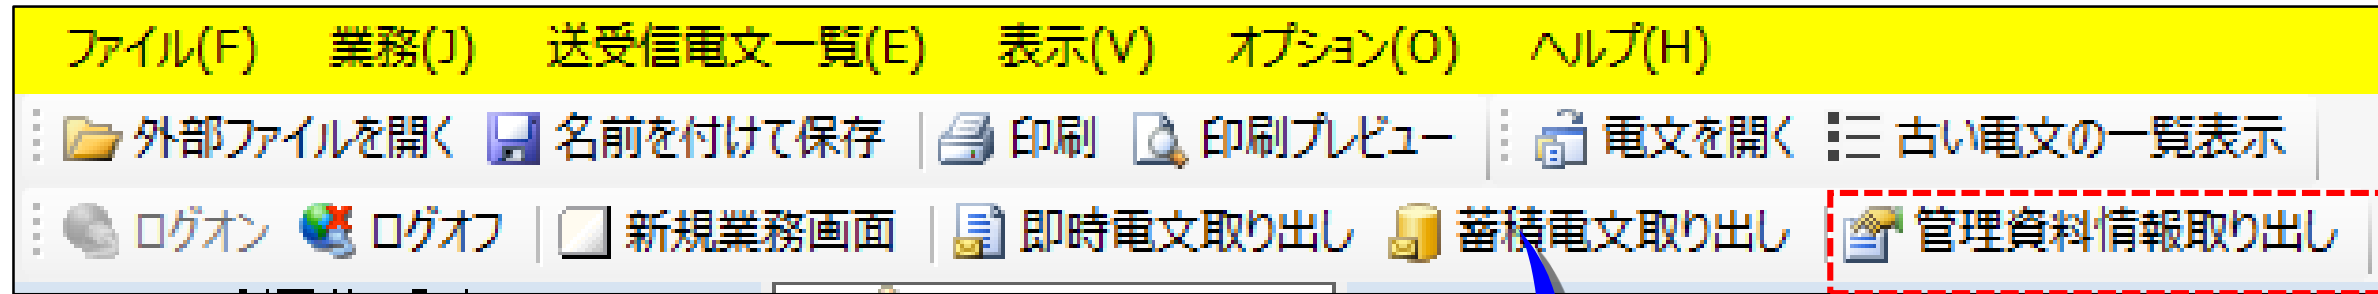 ファイル(F) 業務(J) 送受信電文一覧(E) 表示(V) オプション(O) ヘルプ(H)
外部ファイルを開く 名前を付けて保存 印刷 印刷プレビュー 電文を開く 古い電文の一覧表示
ログオン ログオフ 新規業務画面 即時電文取り出し 蓄積電文取り出し 管理資料情報取り出し